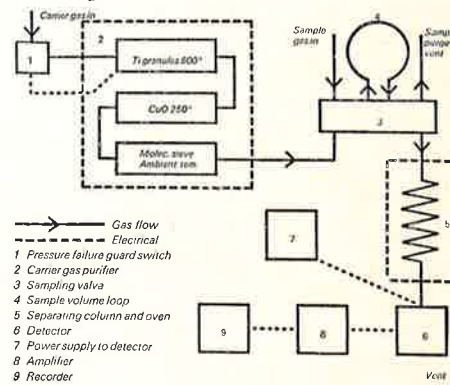 Carrier gas in
1
2
Ti granules 800°
CuO 250°
Molec. sieve
Ambient tem.
Sample
gas in
4
Sampl
purge
vent
3
5
7
9
8
6
Vent
Gas flow
Electrical
1 Pressure failure guard switch
2 Carrier gas purifier
3 Sampling valva
4 Sample volume loop
5 Separating column and oven
6 Detector
7 Power supply to detector
8 Amplifier
9 Recorder